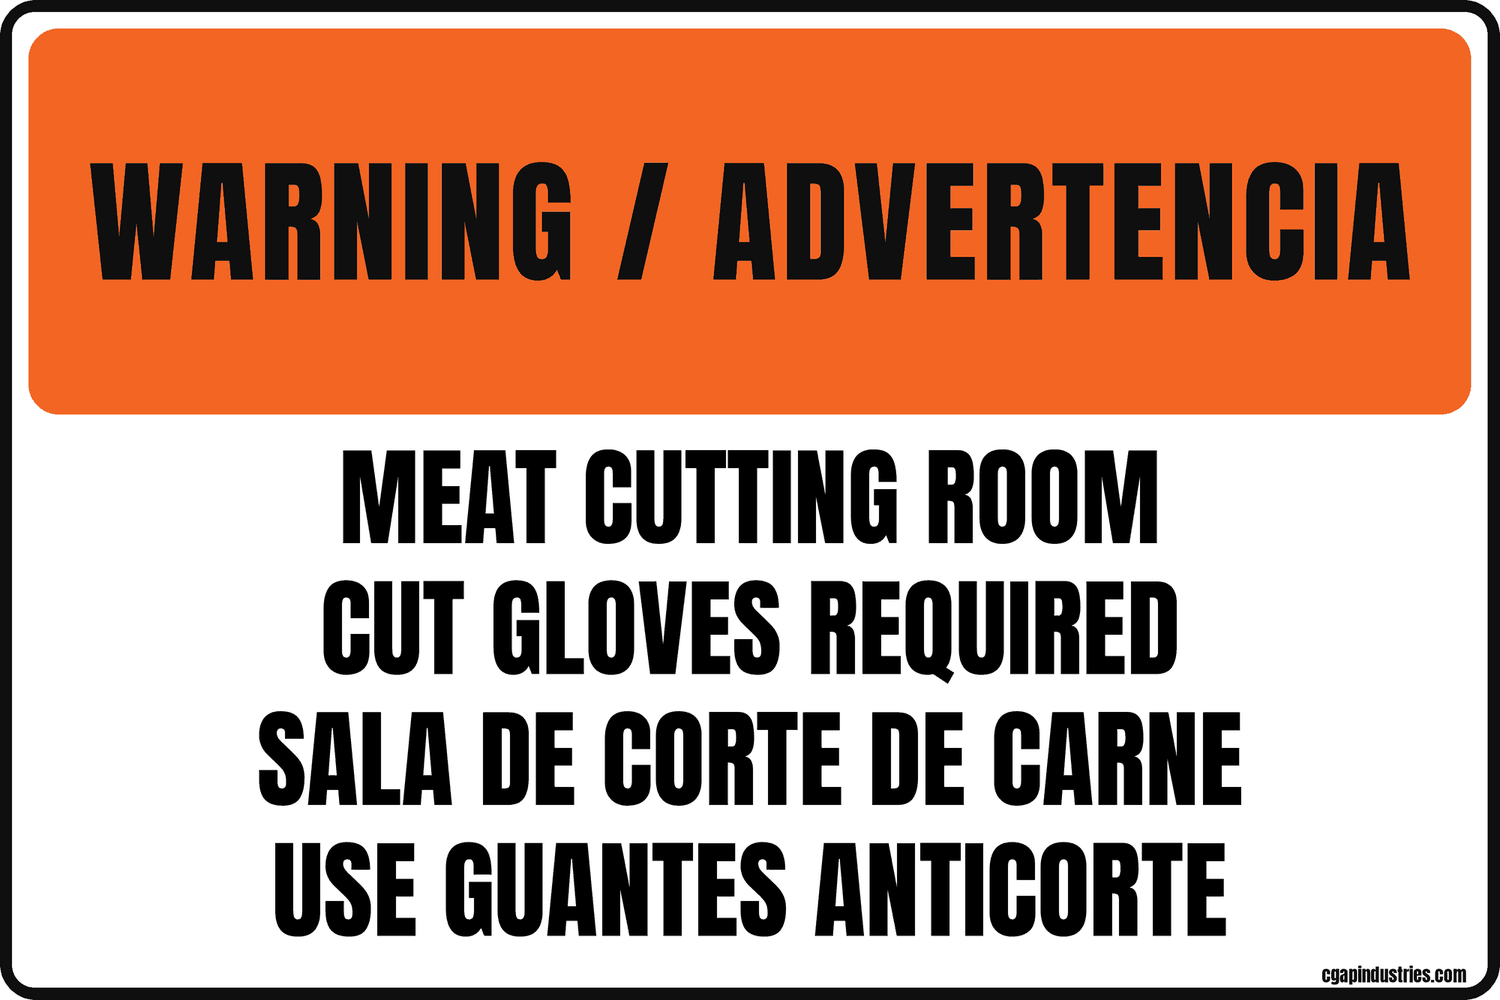 WARNING / ADVERTENCIA
MEAT CUTTING ROOM
CUT GLOVES REQUIRED
SALA DE CORTE DE CARNE
USE GUANTES ANTICORTE
cgapindustries.com